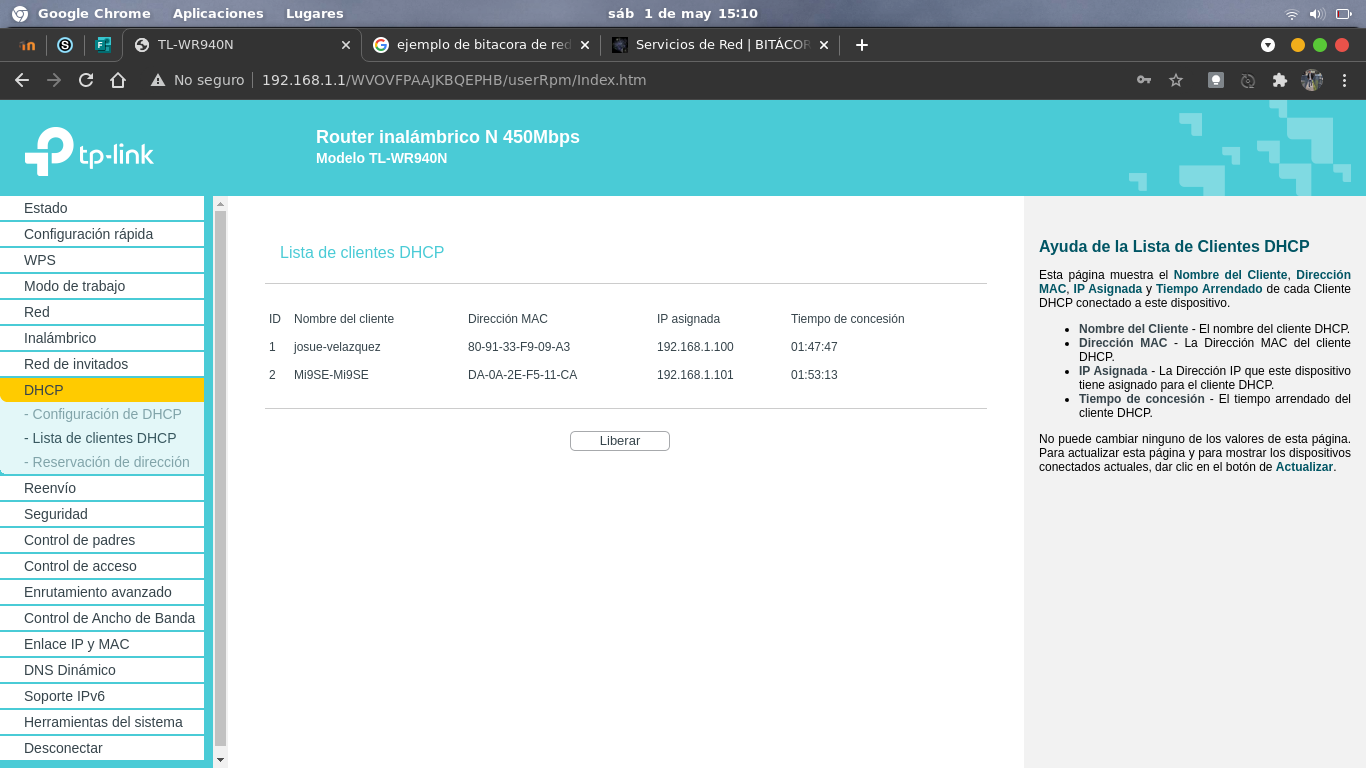 Google Chrome Aplicaciones Lugares sáb 1 de may 15:10
TL-WR940N ejemplo de bitacora de red Servicios de Red | BITÁCOR
No seguro 192.168.1.1/WVOVFPAAJKBQEPHB/userRpm/Index.htm
tp-link
Router inalámbrico N 450Mbps
Modelo TL-WR940N
Estado
Configuración rápida
WPS
Modo de trabajo
Red
Inalámbrico
Red de invitados
DHCP
- Configuración de DHCP
- Lista de clientes DHCP
- Reservación de dirección
Reenvío
Seguridad
Control de padres
Control de acceso
Enrutamiento avanzado
Control de Ancho de Banda
Enlace IP y MAC
DNS Dinámico
Soporte IPv6
Herramientas del sistema
Desconectar
Lista de clientes DHCP
ID Nombre del cliente Dirección MAC IP asignada Tiempo de concesión
1 josue-velazquez 80-91-33-F9-09-A3 192.168.1.100 01:47:47
2 Mi9SE-Mi9SE DA-0A-2E-F5-11-CA 192.168.1.101 01:53:13
Liberar
Ayuda de la Lista de Clientes DHCP
Esta página muestra el Nombre del Cliente, Dirección
MAC, IP Asignada y Tiempo Arrendado de cada Cliente
DHCP conectado a este dispositivo.
• Nombre del Cliente - El nombre del cliente DHCP.
• Dirección MAC - La Dirección MAC del cliente
DHCP.
• IP Asignada - La Dirección IP que este dispositivo
tiene asignado para el cliente DHCP.
• Tiempo de concesión - El tiempo arrendado del
cliente DHCP.
No puede cambiar ninguno de los valores de esta página.
Para actualizar esta página y para mostrar los dispositivos
conectados actuales, dar clic en el botón de Actualizar.